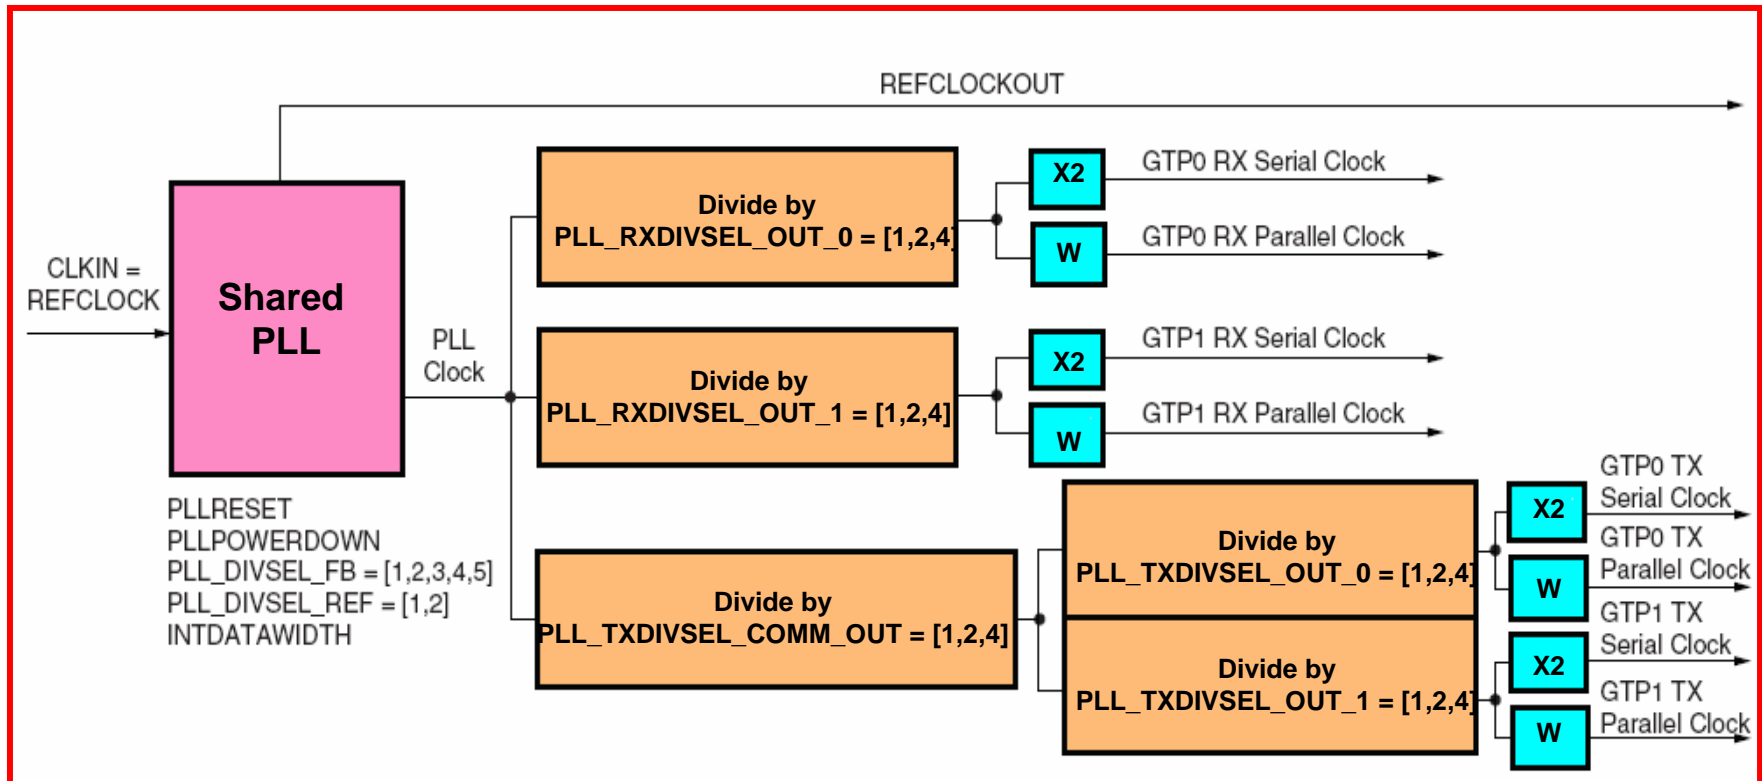 REFCLOCKOUT
CLKIN =
REFCLOCK
Shared
PLL
PLL
Clock
PLLRESET
PLLPOWERDOWN
PLL_DIVSEL_FB = [1,2,3,4,5]
PLL_DIVSEL_REF = [1,2]
INTDATAWIDTH
Divide by
PLL_RXDIVSEL_OUT_0 = [1,2,4]
X2
GTP0 RX Serial Clock
W
GTP0 RX Parallel Clock
Divide by
PLL_RXDIVSEL_OUT_1 = [1,2,4]
X2
GTP1 RX Serial Clock
W
GTP1 RX Parallel Clock
Divide by
PLL_TXDIVSEL_COMM_OUT = [1,2,4]
Divide by
PLL_TXDIVSEL_OUT_0 = [1,2,4]
X2
GTP0 TX
Serial Clock
W
GTP0 TX
Parallel Clock
Divide by
PLL_TXDIVSEL_OUT_1 = [1,2,4]
X2
GTP1 TX
Serial Clock
W
GTP1 TX
Parallel Clock